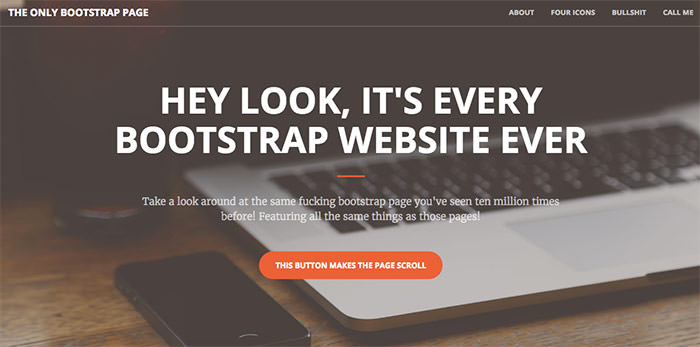 THE ONLY BOOTSTRAP PAGE
ABOUT
FOUR ICONS
BULLSHIT
CALL ME
HEY LOOK, IT'S EVERY
BOOTSTRAP WEBSITE EVER
Take a look around at the same fucking bootstrap page you've seen ten million times
before! Featuring all the same things as those pages!
THIS BUTTON MAKES THE PAGE SCROLL